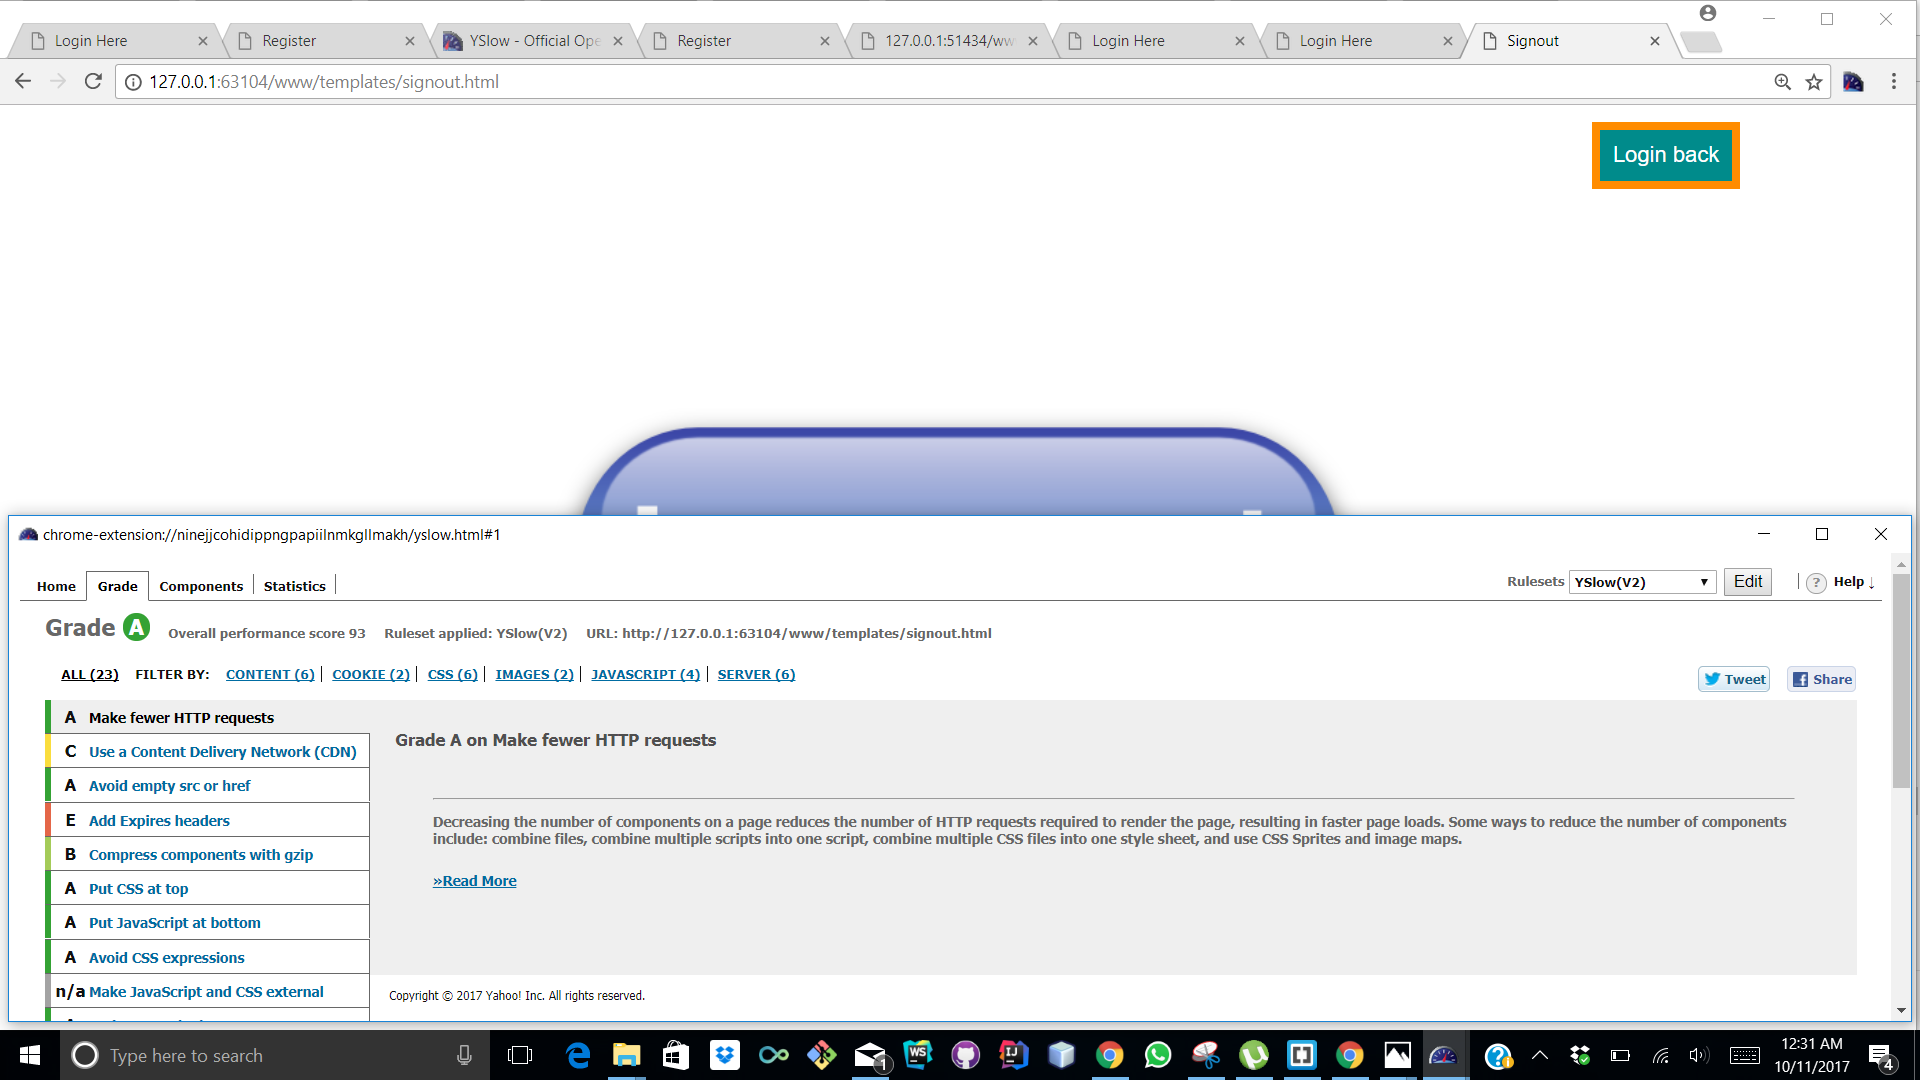 Login Here
Register
YSlow - Official Ope
Register
127.0.0.1:51434/ww
Login Here
Login Here
Signout
127.0.0.1:63104/www/templates/signout.html
Login back
chrome-extension://ninejjcohidippngpapiilnmkgllmakh/yslow.html#1
Home Grade Components Statistics
Rulesets YSlow(V2) Edit ? Help ↓
Grade A Overall performance score 93 Ruleset applied: YSlow(V2) URL: http://127.0.0.1:63104/www/templates/signout.html
ALL (23) FILTER BY: CONTENT (6) COOKIE (2) CSS (6) IMAGES (2) JAVASCRIPT (4) SERVER (6)
Tweet Share
A Make fewer HTTP requests
C Use a Content Delivery Network (CDN)
A Avoid empty src or href
E Add Expires headers
B Compress components with gzip
A Put CSS at top
A Put JavaScript at bottom
A Avoid CSS expressions
n/a Make JavaScript and CSS external
Grade A on Make fewer HTTP requests
Decreasing the number of components on a page reduces the number of HTTP requests required to render the page, resulting in faster page loads. Some ways to reduce the number of components
include: combine files, combine multiple scripts into one script, combine multiple CSS files into one style sheet, and use CSS Sprites and image maps.
»Read More
Copyright © 2017 Yahoo! Inc. All rights reserved.
Type here to search
1
WS
IJ
12:31 AM
10/11/2017
4